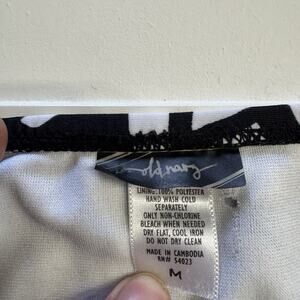 old navy
LINING: 100% POLYESTER
HAND WASH COLD
SEPARATELY
ONLY NON-CHLORINE
BLEACH WHEN NEEDED
DRY FLAT, COOL IRON
DO NOT DRY CLEAN
MADE IN CAMBODIA
RN# 54023
M